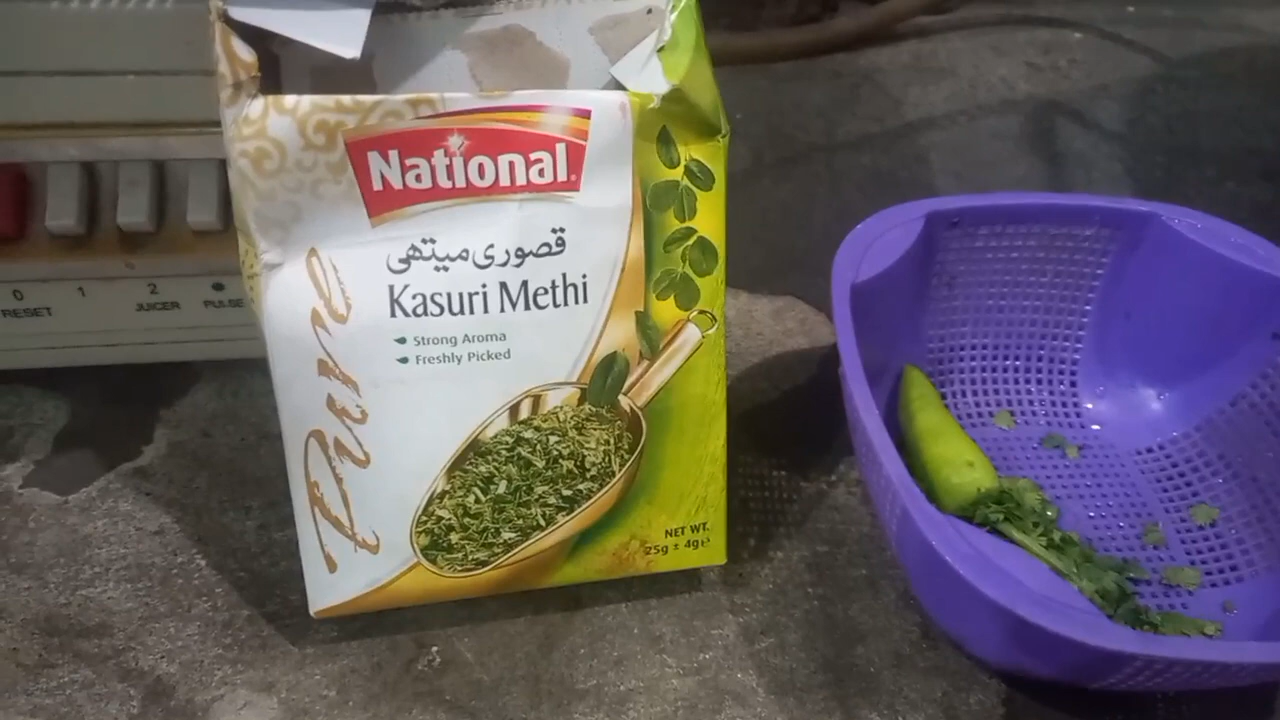 National
قصوری میتھی
Kasuri Methi
Strong Aroma
Freshly Picked
Pure
NET WT.
25g ± 4g℮
0 1 2
RESET JUICER PULSE